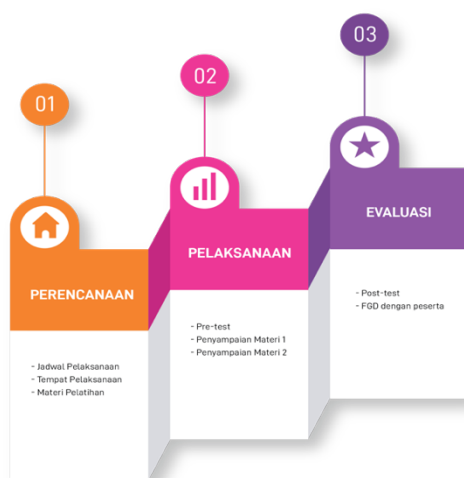 01
PERENCANAAN
- Jadwal Pelaksanaan
- Tempat Pelaksanaan
- Materi Pelatihan
02
PELAKSANAAN
- Pre-test
- Penyampaian Materi 1
- Penyampaian Materi 2
03
EVALUASI
- Post-test
- FGD dengan peserta